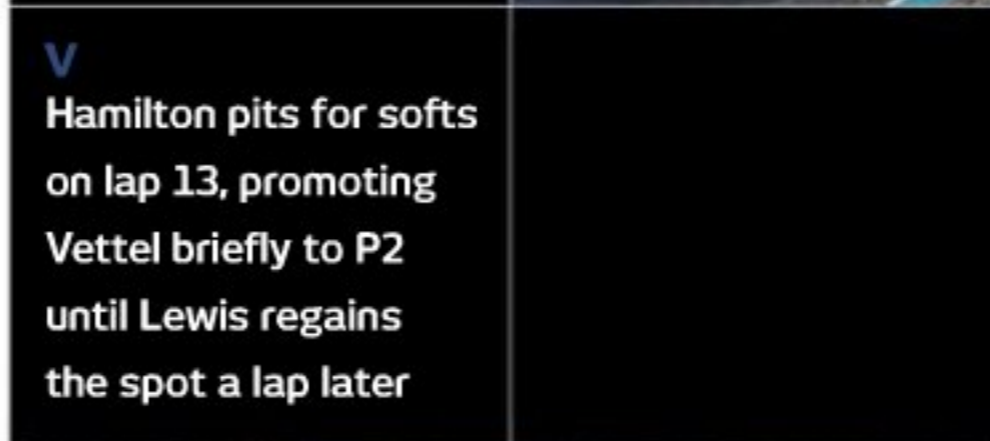 V
Hamilton pits for softs
on lap 13, promoting
Vettel briefly to P2
until Lewis regains
the spot a lap later